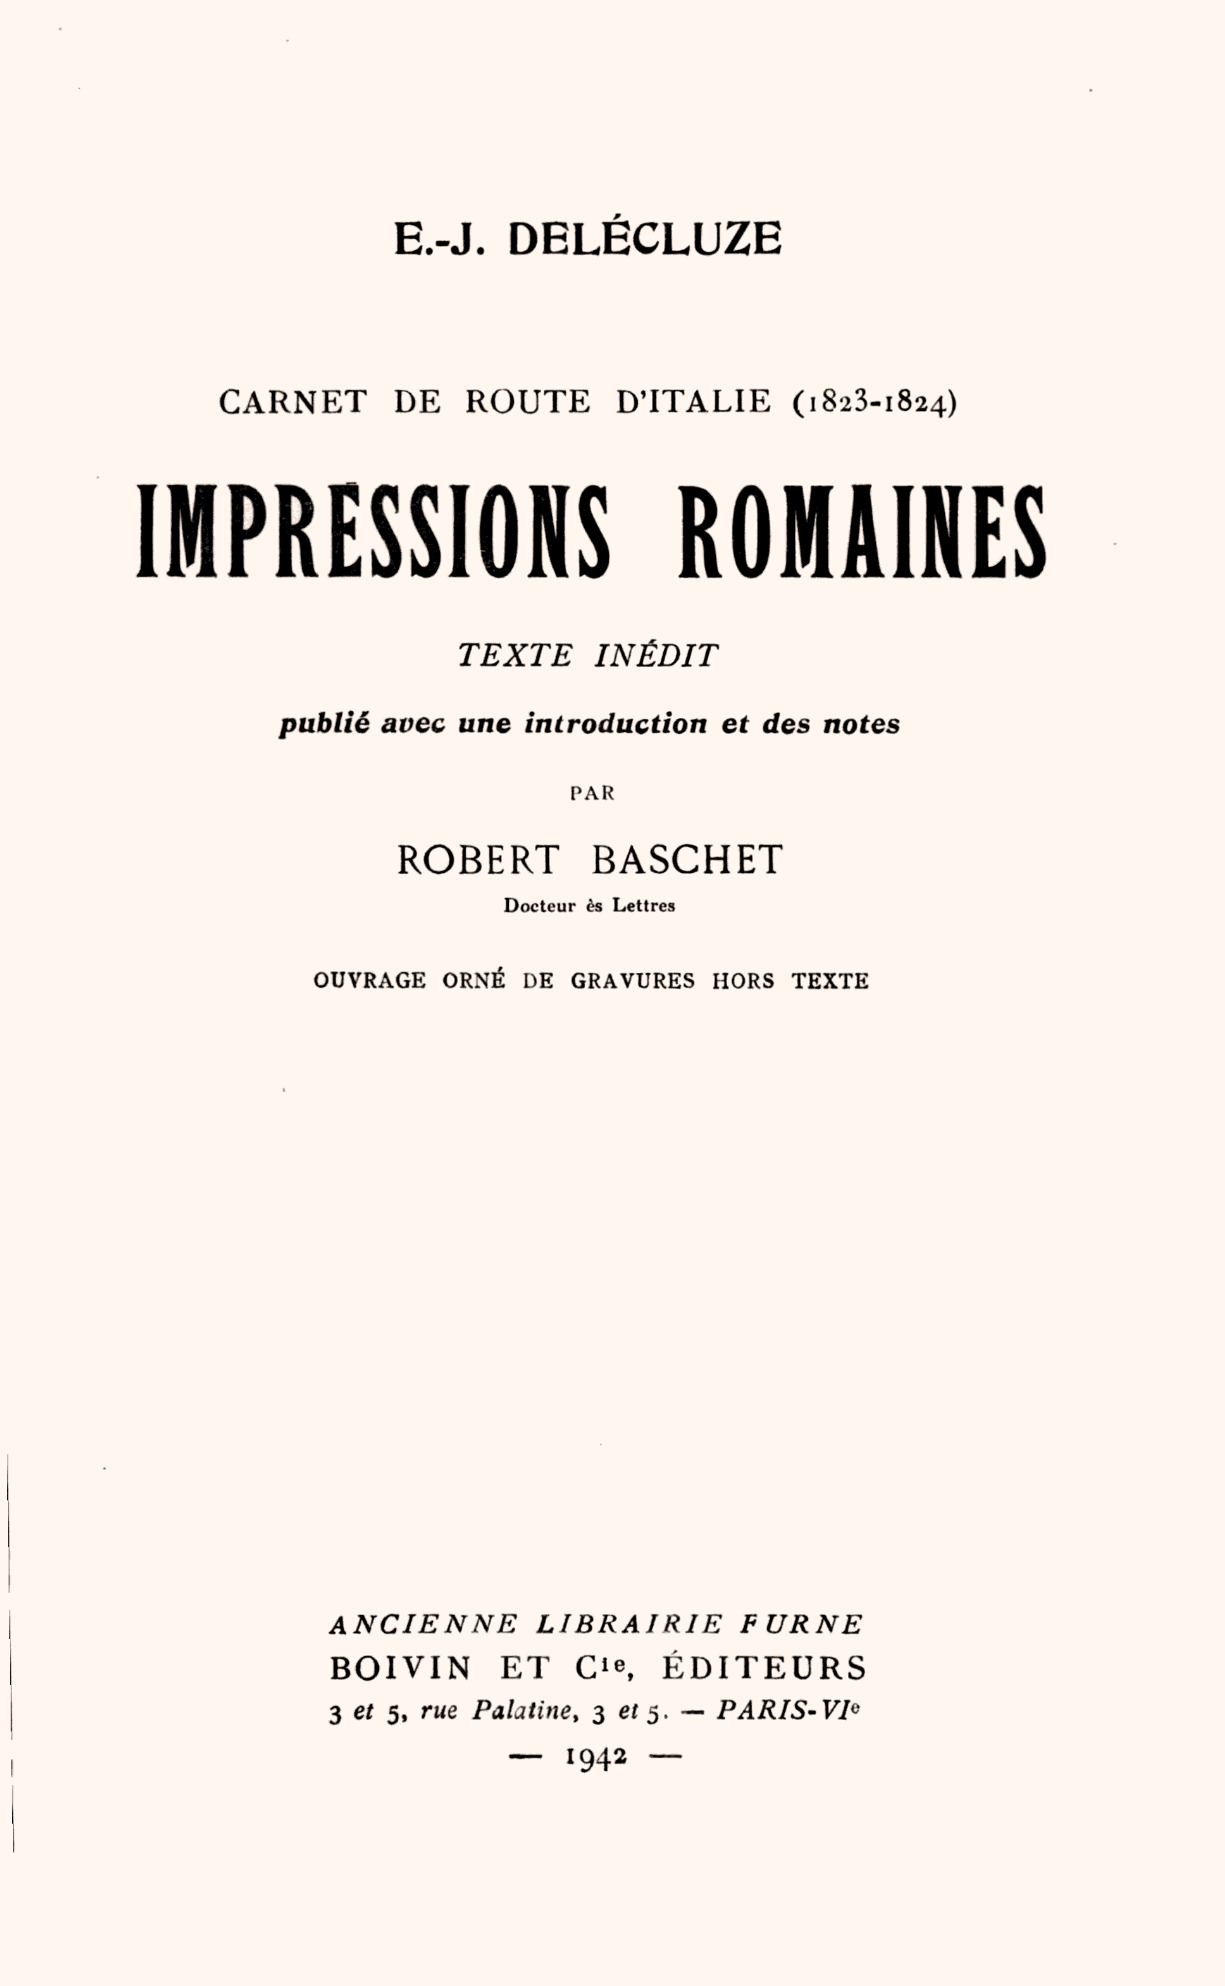 E.-J. DELÉCLUZE
CARNET DE ROUTE D'ITALIE (1823-1824)
IMPRESSIONS ROMAINES
TEXTE INÉDIT
publié avec une introduction et des notes
PAR
ROBERT BASCHET
Docteur ès Lettres
OUVRAGE ORNÉ DE GRAVURES HORS TEXTE
ANCIENNE LIBRAIRIE FURNE
BOIVIN ET Cie, ÉDITEURS
3 et 5, rue Palatine, 3 et 5. — PARIS-VIe
— 1942 —